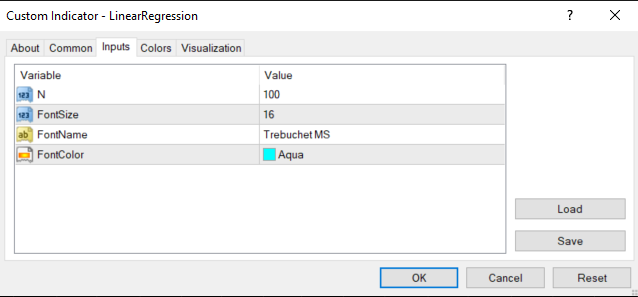 Custom Indicator - LinearRegression ?
About Common Inputs Colors Visualization
Variable Value
123 N 100
123 FontSize 16
ab FontName Trebuchet MS
FontColor Aqua
Load
Save
OK Cancel Reset